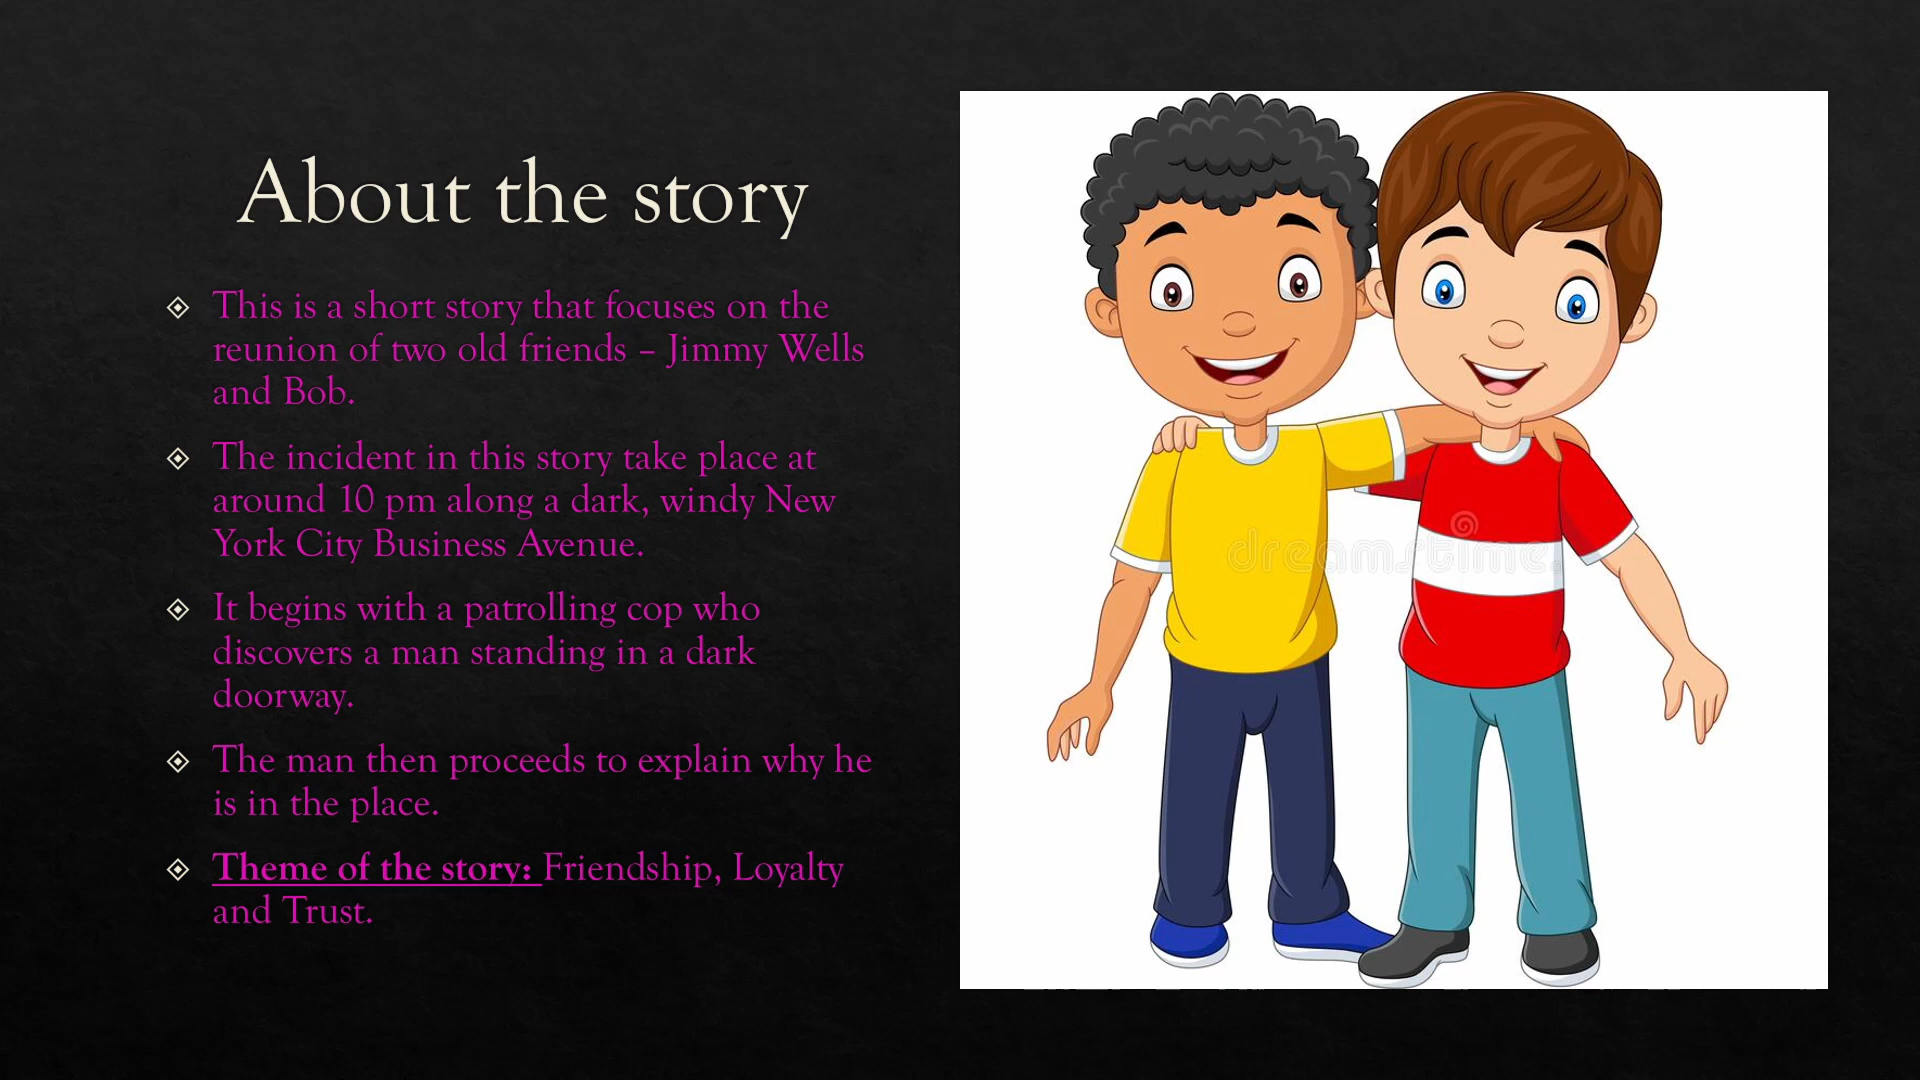 About the story
This is a short story that focuses on the
reunion of two old friends – Jimmy Wells
and Bob.
The incident in this story take place at
around 10 pm along a dark, windy New
York City Business Avenue.
It begins with a patrolling cop who
discovers a man standing in a dark
doorway.
The man then proceeds to explain why he
is in the place.
Theme of the story: Friendship, Loyalty
and Trust.
dreamstime.